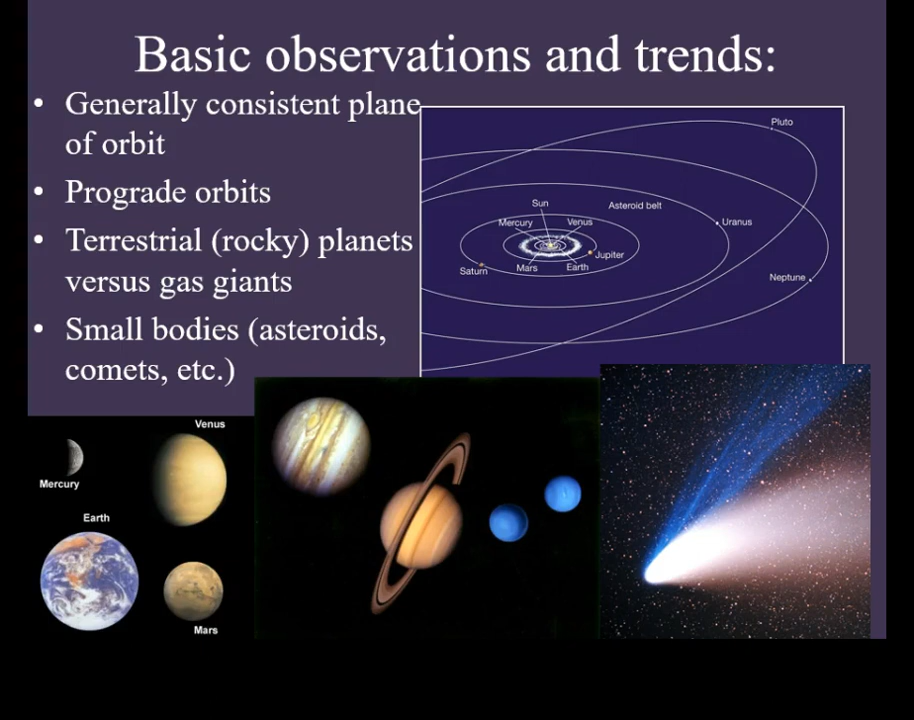 Basic observations and trends:
• Generally consistent plane
of orbit
• Prograde orbits
• Terrestrial (rocky) planets
versus gas giants
• Small bodies (asteroids,
comets, etc.)
Pluto
Sun
Asteroid belt
Mercury
Venus
Uranus
Jupiter
Saturn
Mars
Earth
Neptune
Venus
Mercury
Earth
Mars